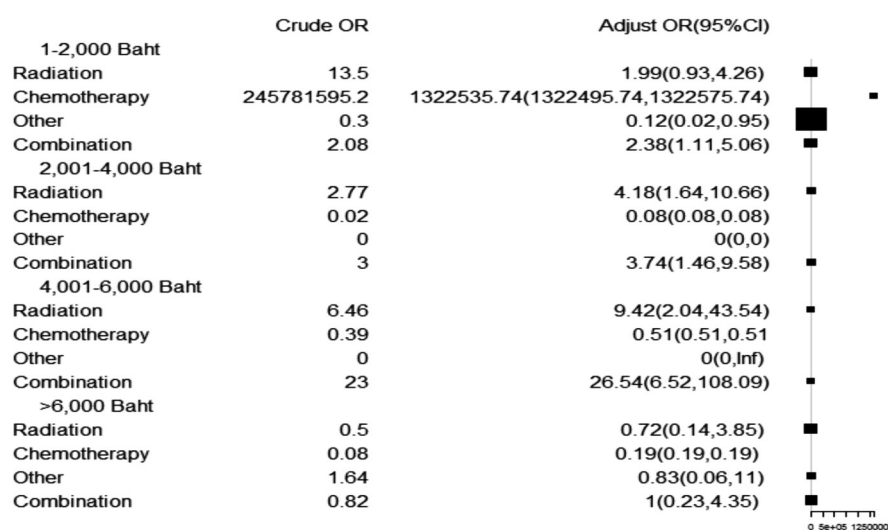 Crude OR Adjust OR(95%CI)
1-2,000 Baht
Radiation 13.5 1.99(0.93,4.26)
Chemotherapy 245781595.2 1322535.74(1322495.74,1322575.74)
Other 0.3 0.12(0.02,0.95)
Combination 2.08 2.38(1.11,5.06)
2,001-4,000 Baht
Radiation 2.77 4.18(1.64,10.66)
Chemotherapy 0.02 0.08(0.08,0.08)
Other 0 0(0,0)
Combination 3 3.74(1.46,9.58)
4,001-6,000 Baht
Radiation 6.46 9.42(2.04,43.54)
Chemotherapy 0.39 0.51(0.51,0.51
Other 0 0(0,Inf)
Combination 23 26.54(6.52,108.09)
>6,000 Baht
Radiation 0.5 0.72(0.14,3.85)
Chemotherapy 0.08 0.19(0.19,0.19)
Other 1.64 0.83(0.06,11)
Combination 0.82 1(0.23,4.35)
0 5e+05 1250000